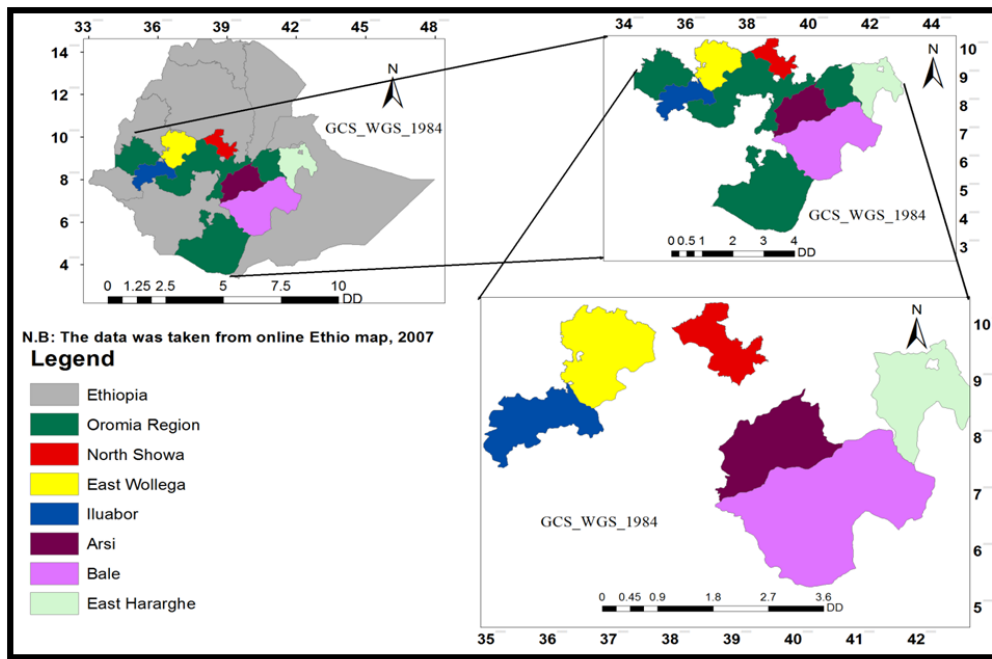 33 36 39 42 45 48
14
12
10
8
6
4
N
GCS_WGS_1984
0 1.25 2.5 5 7.5 10
DD
34 36 38 40 42 44
10
9
8
7
6
5
4
3
N
GCS_WGS_1984
0 0.5 1 2 3 4
DD
N.B: The data was taken from online Ethio map, 2007
Legend
Ethiopia
Oromia Region
North Showa
East Wollega
Iluabor
Arsi
Bale
East Hararghe
N
10
9
8
7
6
5
GCS_WGS_1984
0 0.45 0.9 1.8 2.7 3.6
DD
35 36 37 38 39 40 41 42